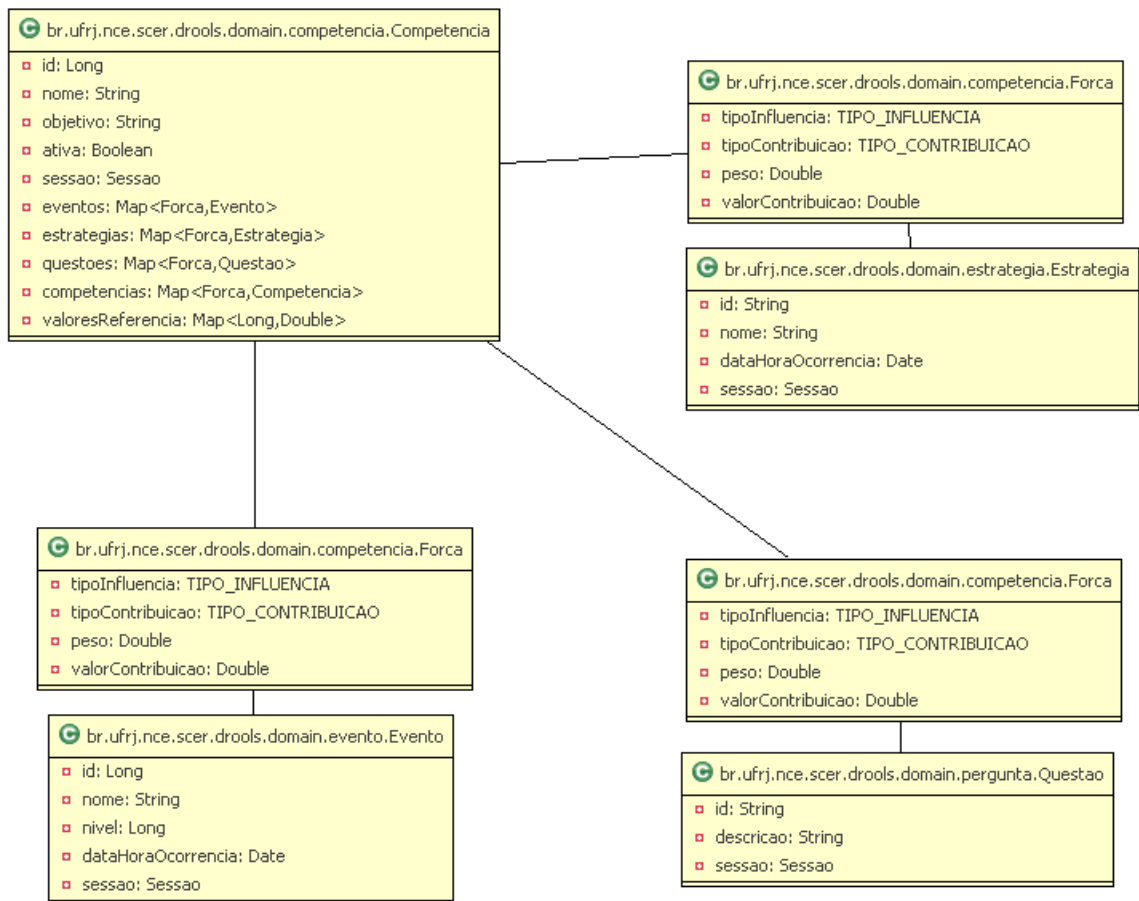 C br.ufrj.nce.scer.drools.domain.competencia.Competencia
id: Long
nome: String
objetivo: String
ativa: Boolean
sessao: Sessao
eventos: Map<Forca,Evento>
estrategias: Map<Forca,Estrategia>
questoes: Map<Forca,Questao>
competencias: Map<Forca,Competencia>
valoresReferencia: Map<Long,Double>
C br.ufrj.nce.scer.drools.domain.competencia.Forca
tipoInfluencia: TIPO_INFLUENCIA
tipoContribuicao: TIPO_CONTRIBUICAO
peso: Double
valorContribuicao: Double
C br.ufrj.nce.scer.drools.domain.estrategia.Estrategia
id: String
nome: String
dataHoraOcorrencia: Date
sessao: Sessao
C br.ufrj.nce.scer.drools.domain.competencia.Forca
tipoInfluencia: TIPO_INFLUENCIA
tipoContribuicao: TIPO_CONTRIBUICAO
peso: Double
valorContribuicao: Double
C br.ufrj.nce.scer.drools.domain.evento.Evento
id: Long
nome: String
nivel: Long
dataHoraOcorrencia: Date
sessao: Sessao
C br.ufrj.nce.scer.drools.domain.competencia.Forca
tipoInfluencia: TIPO_INFLUENCIA
tipoContribuicao: TIPO_CONTRIBUICAO
peso: Double
valorContribuicao: Double
C br.ufrj.nce.scer.drools.domain.pergunta.Questao
id: String
descricao: String
sessao: Sessao